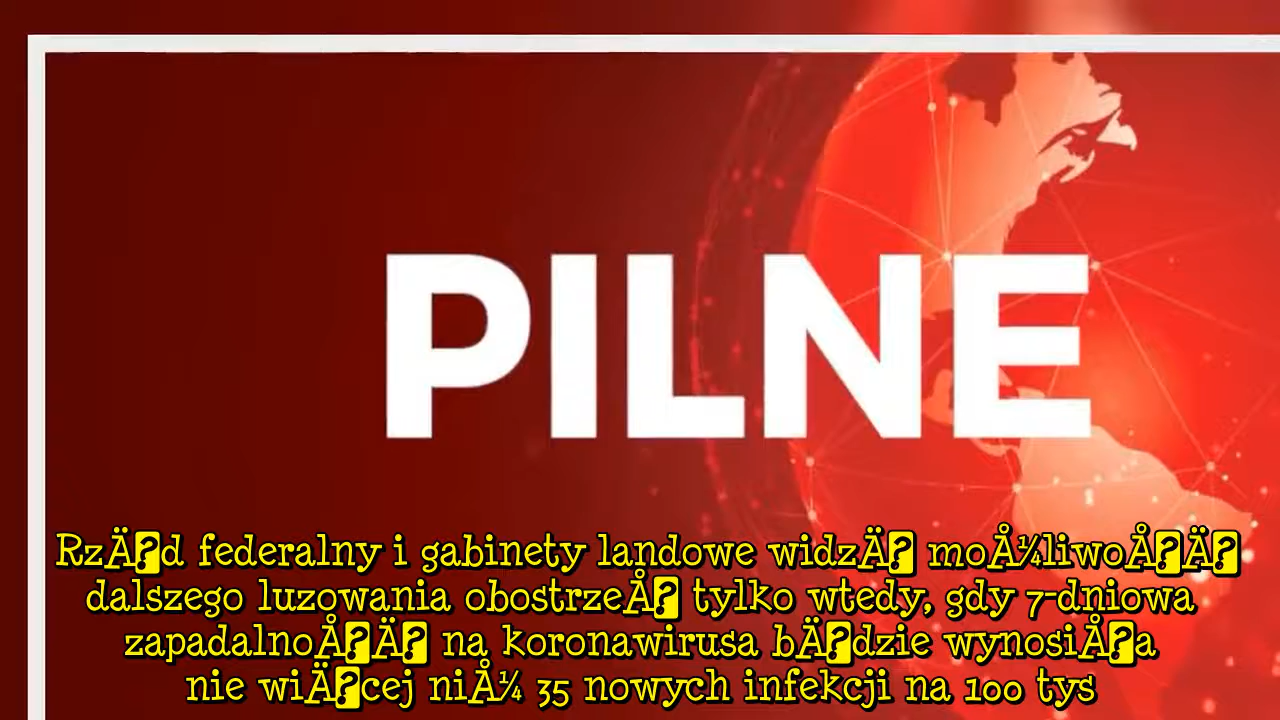 PILNE
RzÄ�d federalny i gabinety landowe widzÄ� moÅ¼liwoÅ�Ä�
dalszego luzowania obostrzeÅ� tylko wtedy, gdy 7-dniowa
zapadalnoÅ�Ä� na koronawirusa bÄ�dzie wynosiÅ�a
nie wiÄ�cej niÅ¼ 35 nowych infekcji na 100 tys